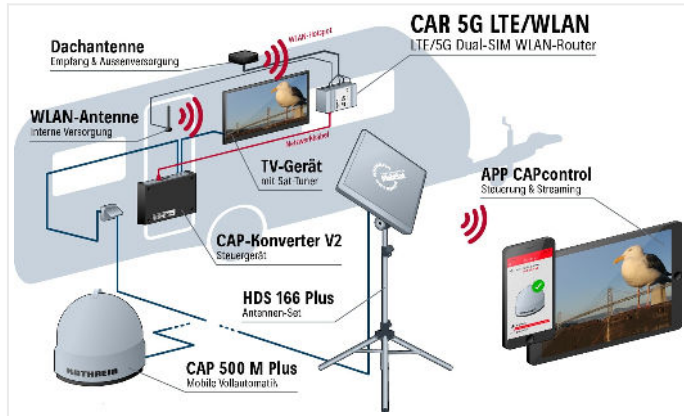 WLAN-Hotspot
CAR 5G LTE/WLAN
LTE/5G Dual-SIM WLAN-Router
Dachantenne
Empfang & Aussenversorgung
WLAN-Antenne
Interne Versorgung
Netzwerkkabel
TV-Gerät
mit Sat-Tuner
APP CAPcontrol
Steuerung & Streaming
CAP-Konverter V2
Steuergerät
HDS 166 Plus
Antennen-Set
KATHREIN
CAP 500 M Plus
Mobile Vollautomatik